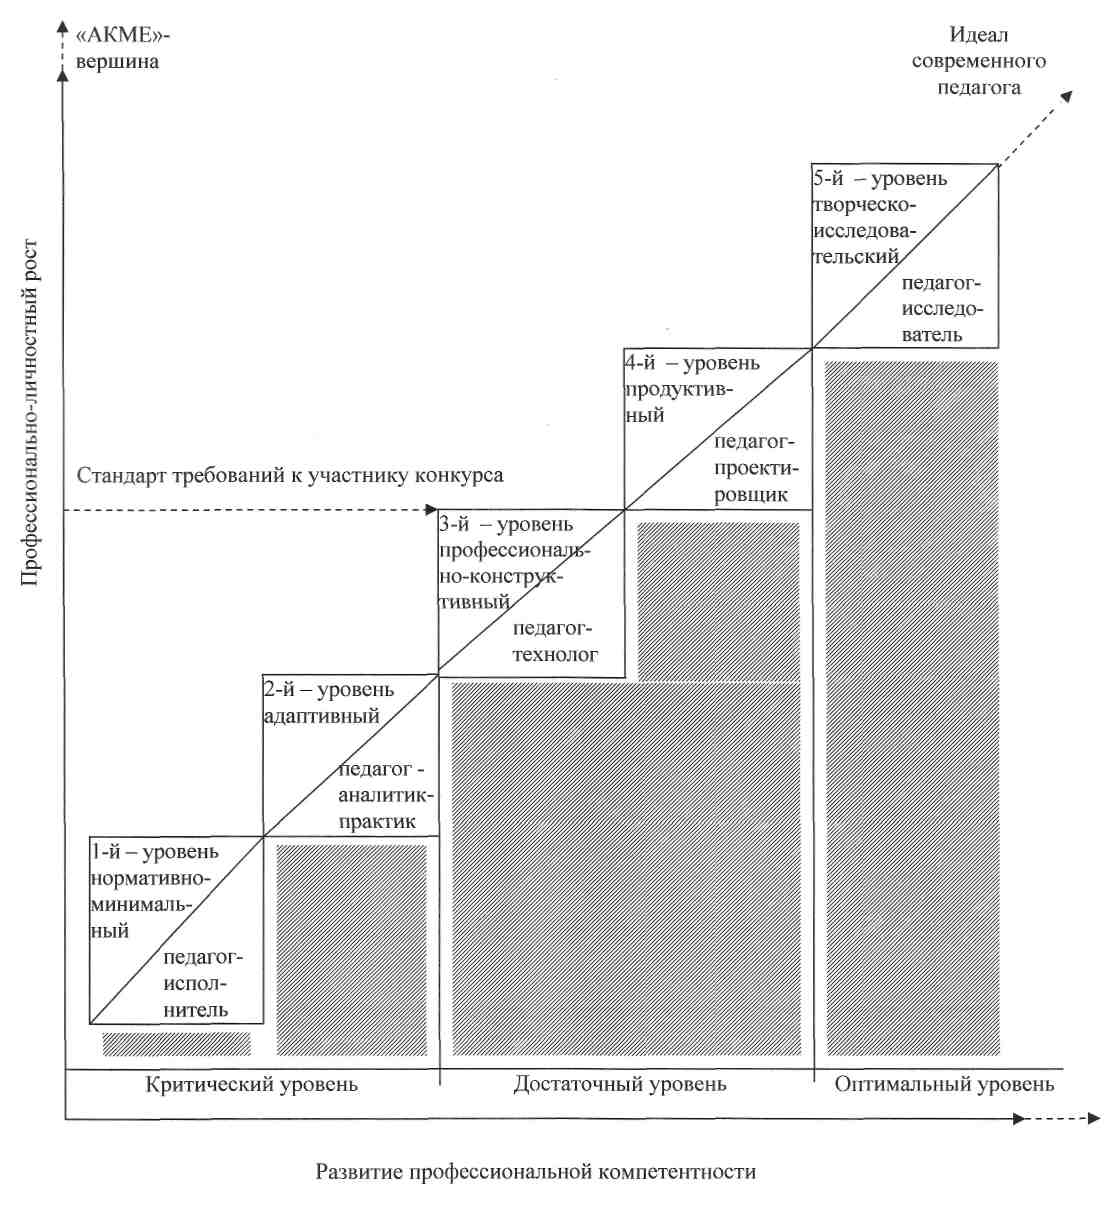 «АКМЕ»-
вершина
Идеал
современного
педагога
5-й – уровень
творческо-
исследова-
тельский
педагог-
исследо-
ватель
4-й – уровень
продуктив-
ный
педагог-
проекти-
ровщик
Профессионально-личностный рост
Стандарт требований к участнику конкурса
3-й – уровень
профессиональ-
но-конструк-
тивный
педагог-
технолог
2-й – уровень
адаптивный
педагог -
аналитик-
практик
1-й – уровень
нормативно-
минималь-
ный
педагог-
испол-
нитель
Критический уровень
Достаточный уровень
Оптимальный уровень
Развитие профессиональной компетентности